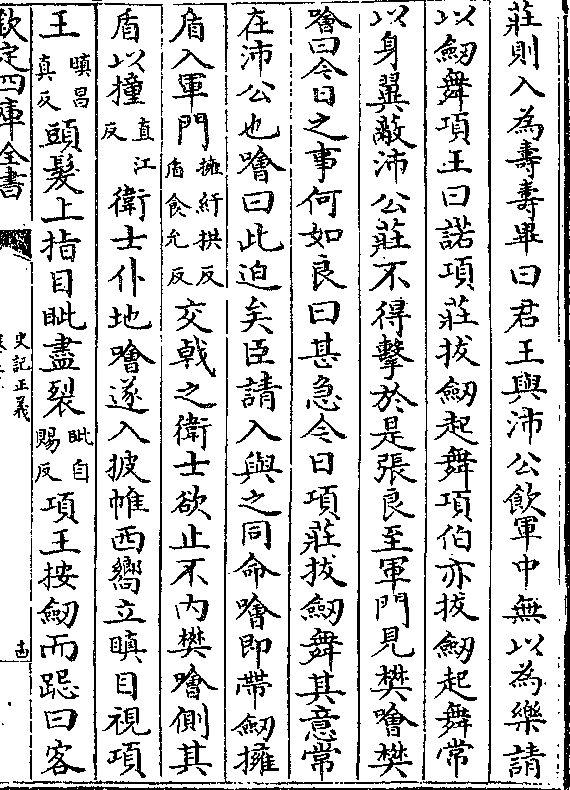 莊則入為壽壽畢曰君王與沛公飲軍中無以為樂請
以劒舞項王曰諾項莊拔劒起舞項伯亦拔劒起舞常
以身翼蔽沛公莊不得擊於是張良至軍門見樊噲樊
噲曰今日之事何如良曰甚急今日項莊拔劒舞其意常
在沛公也噲曰此迫矣臣請入與之同命噲即帶劒擁
盾入軍門擁紆拱反盾食允反交戟之衛士欲止不内樊噲側其
盾以撞直江反衛士仆地噲遂入披帷西嚮立瞋目視項
王瞋昌真反頭髮上指目眦盡裂眦自賜反項王按劒而跽曰客
欽定四庫全書
史記正義